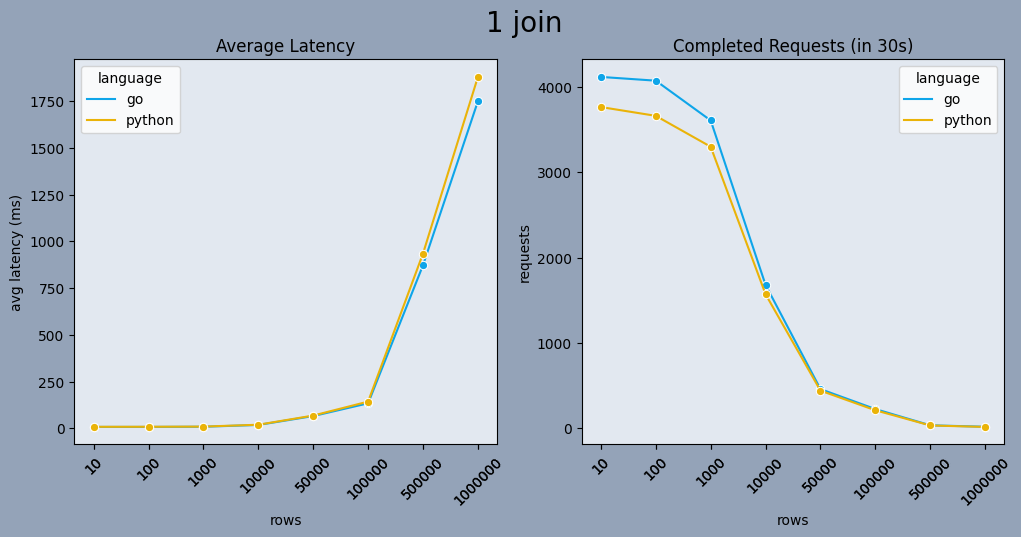 1 join
Average Latency
language
go
python
1750
1500
1250
1000
750
500
250
0
avg latency (ms)
10
100
1000
10000
50000
100000
500000
1000000
rows
Completed Requests (in 30s)
language
go
python
4000
3000
2000
1000
0
requests
10
100
1000
10000
50000
100000
500000
1000000
rows